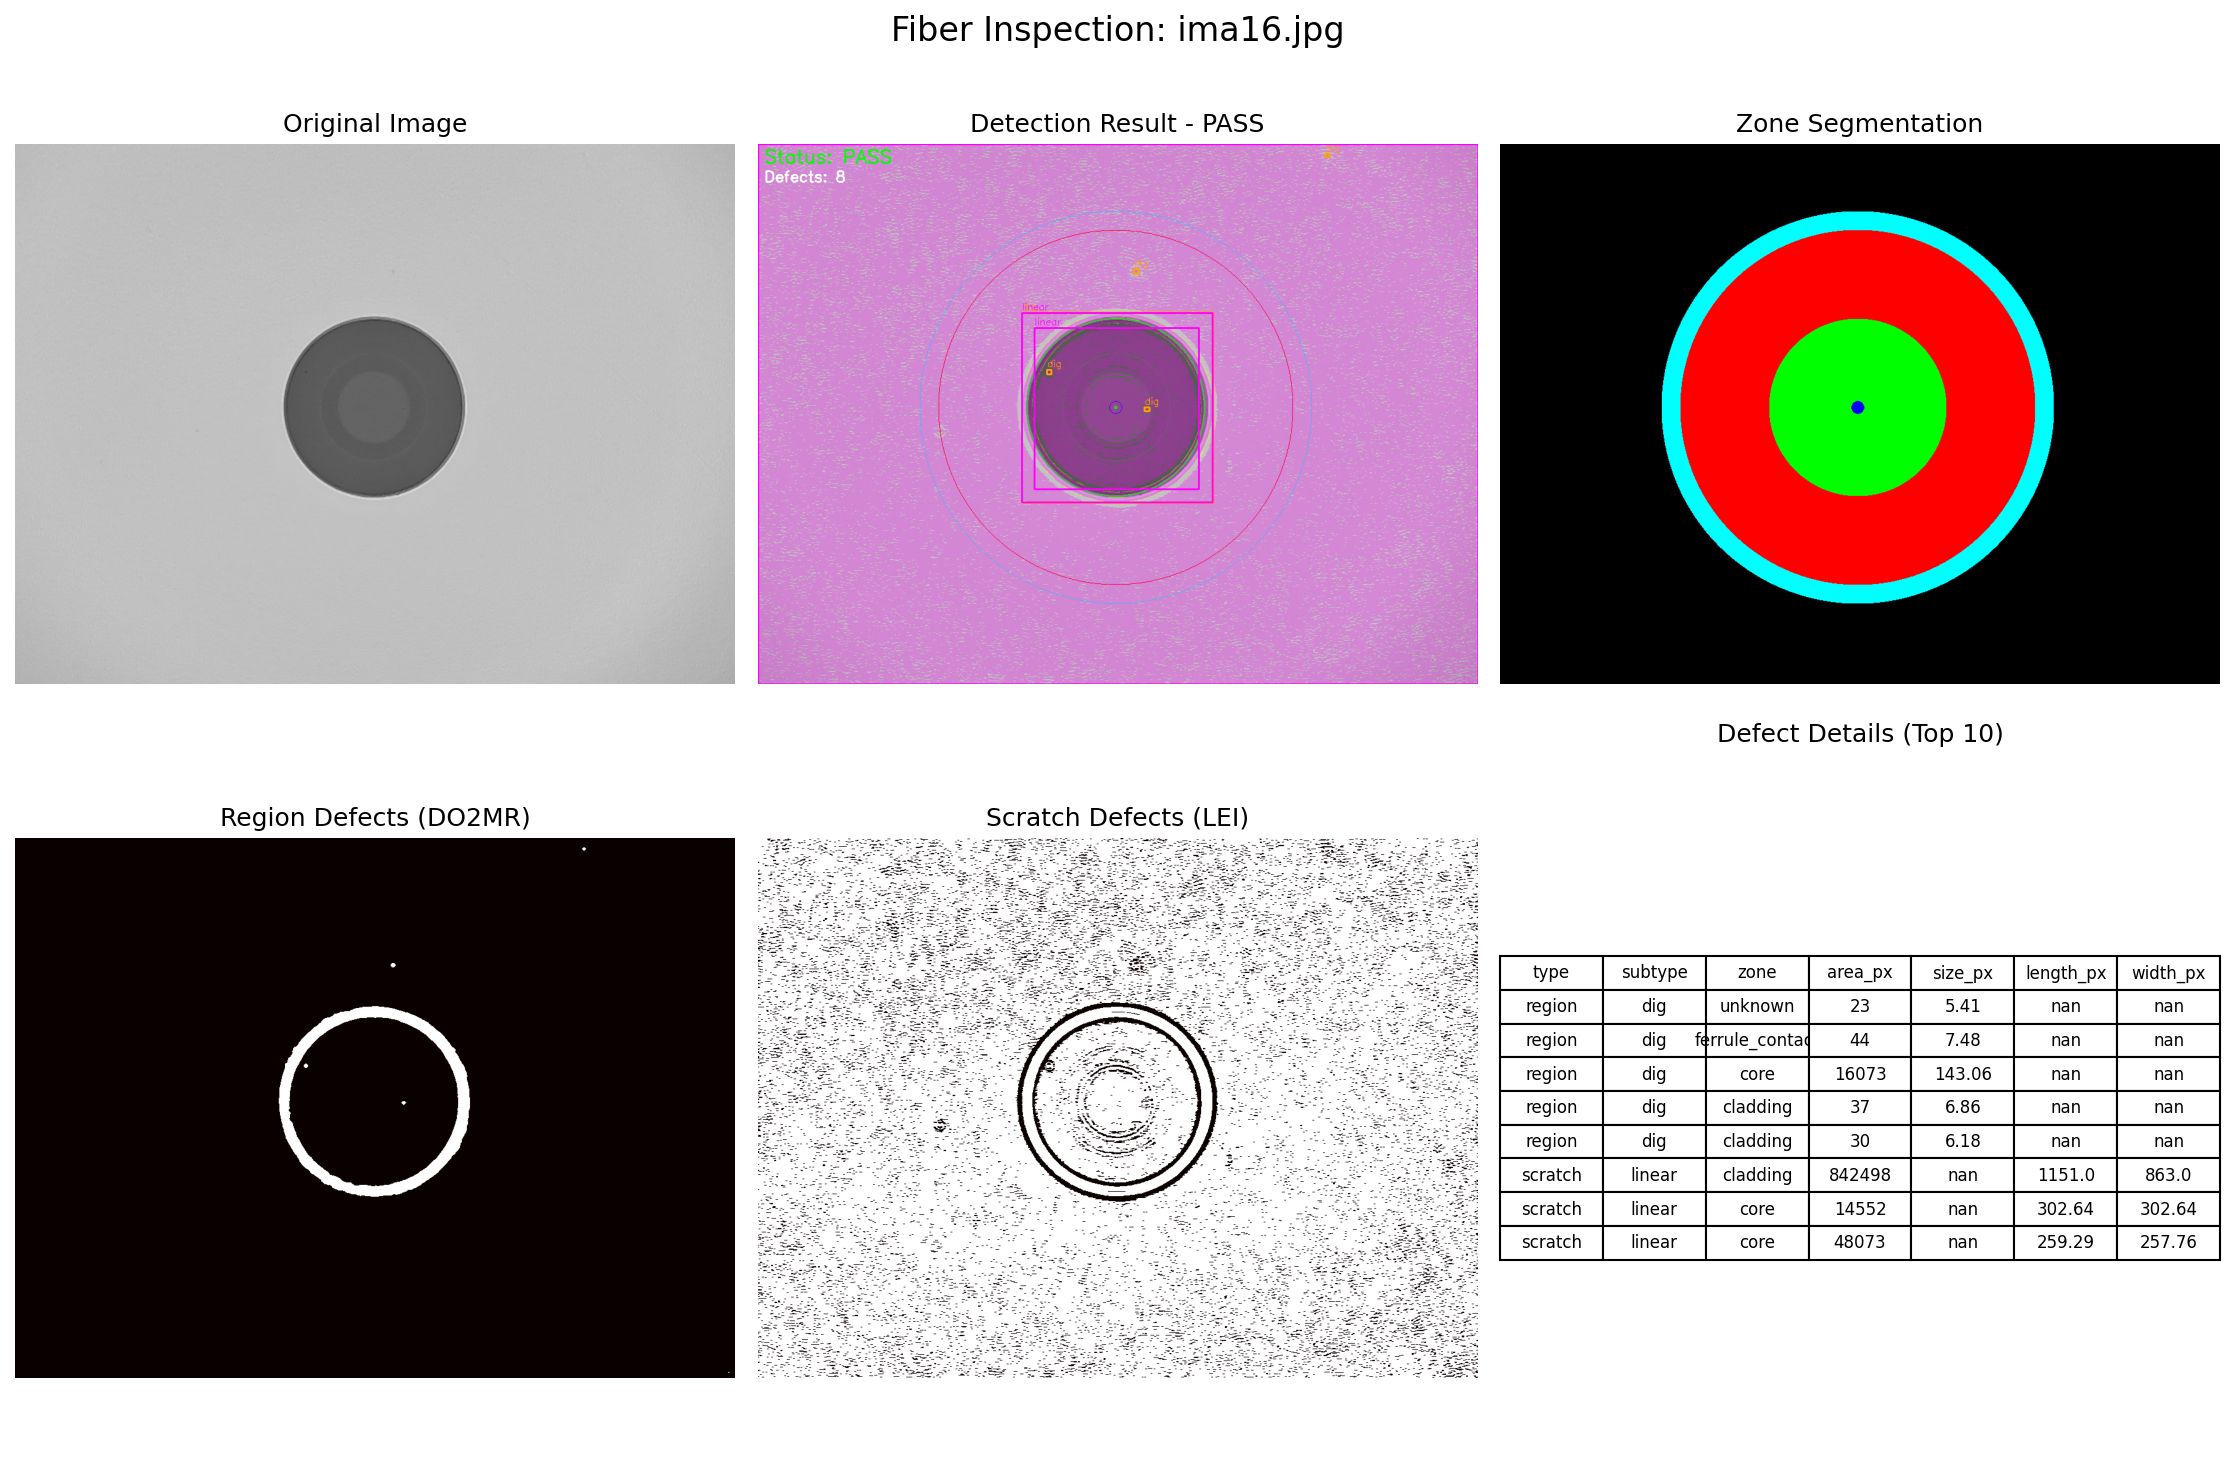 Fiber Inspection: ima16.jpg
Original Image
Detection Result - PASS
Zone Segmentation
Status: PASS
Defects: 8
dig
dig
linear
linear
dig
dig
Defect Details (Top 10)
Region Defects (DO2MR)
Scratch Defects (LEI)
type subtype zone area_px size_px length_px width_px
region dig unknown 23 5.41 nan nan
region dig ferrule_contac 44 7.48 nan nan
region dig core 16073 143.06 nan nan
region dig cladding 37 6.86 nan nan
region dig cladding 30 6.18 nan nan
scratch linear cladding 842498 nan 1151.0 863.0
scratch linear core 14552 nan 302.64 302.64
scratch linear core 48073 nan 259.29 257.76